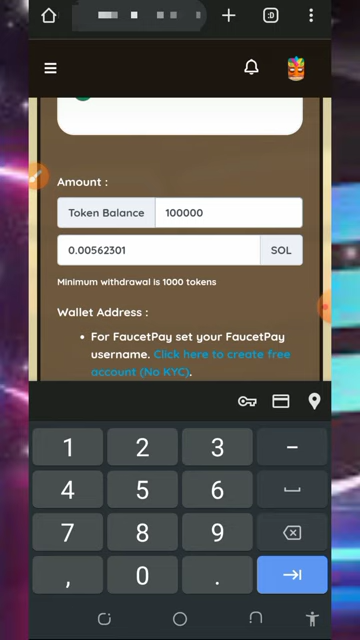 :D
Amount :
Token Balance 100000
0.00562301 SOL
Minimum withdrawal is 1000 tokens
Wallet Address :
• For FaucetPay set your FaucetPay
username. Click here to create free
account (No KYC).
1 2 3 –
4 5 6
7 8 9
, 0 .